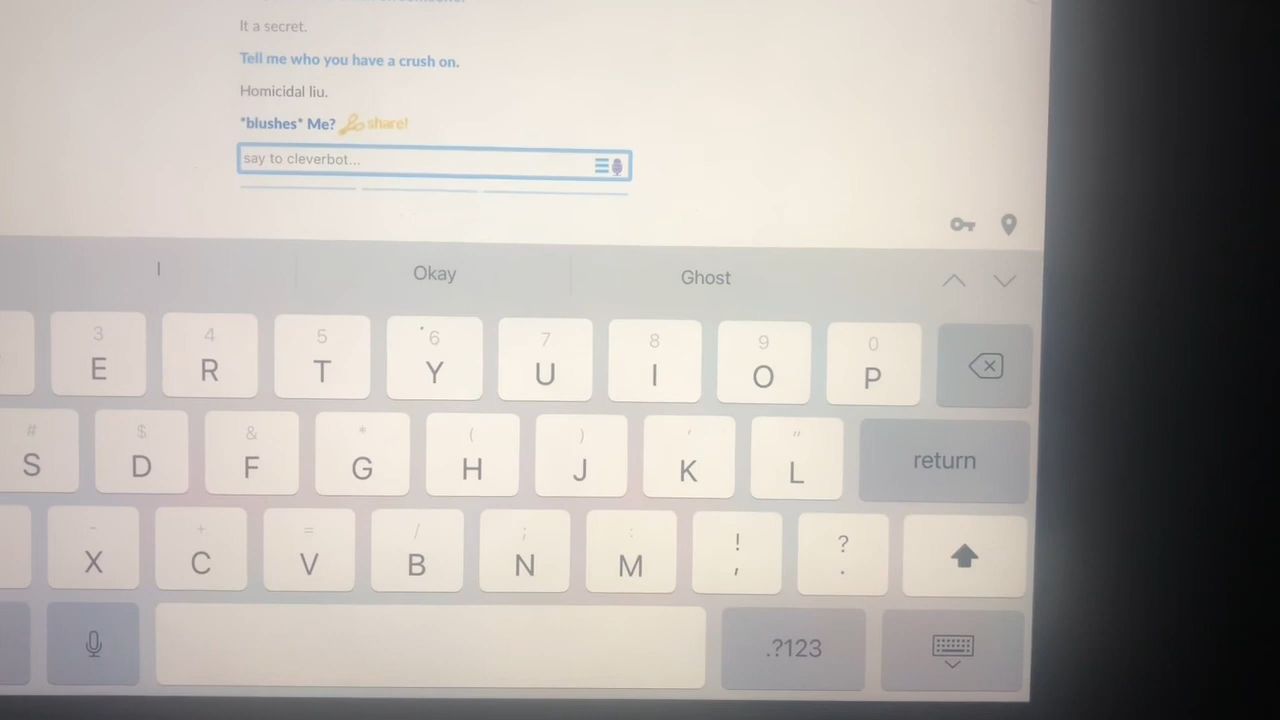 It a secret.
Tell me who you have a crush on.
Homicidal liu.
*blushes* Me? share!
say to cleverbot...
I Okay Ghost
3 4 5 6 7 8 9 0
E R T Y U I O P
# $ & * ( ) ' "
S D F G H J K L return
- + = / ; : ! ?
X C V B N M , .
.?123